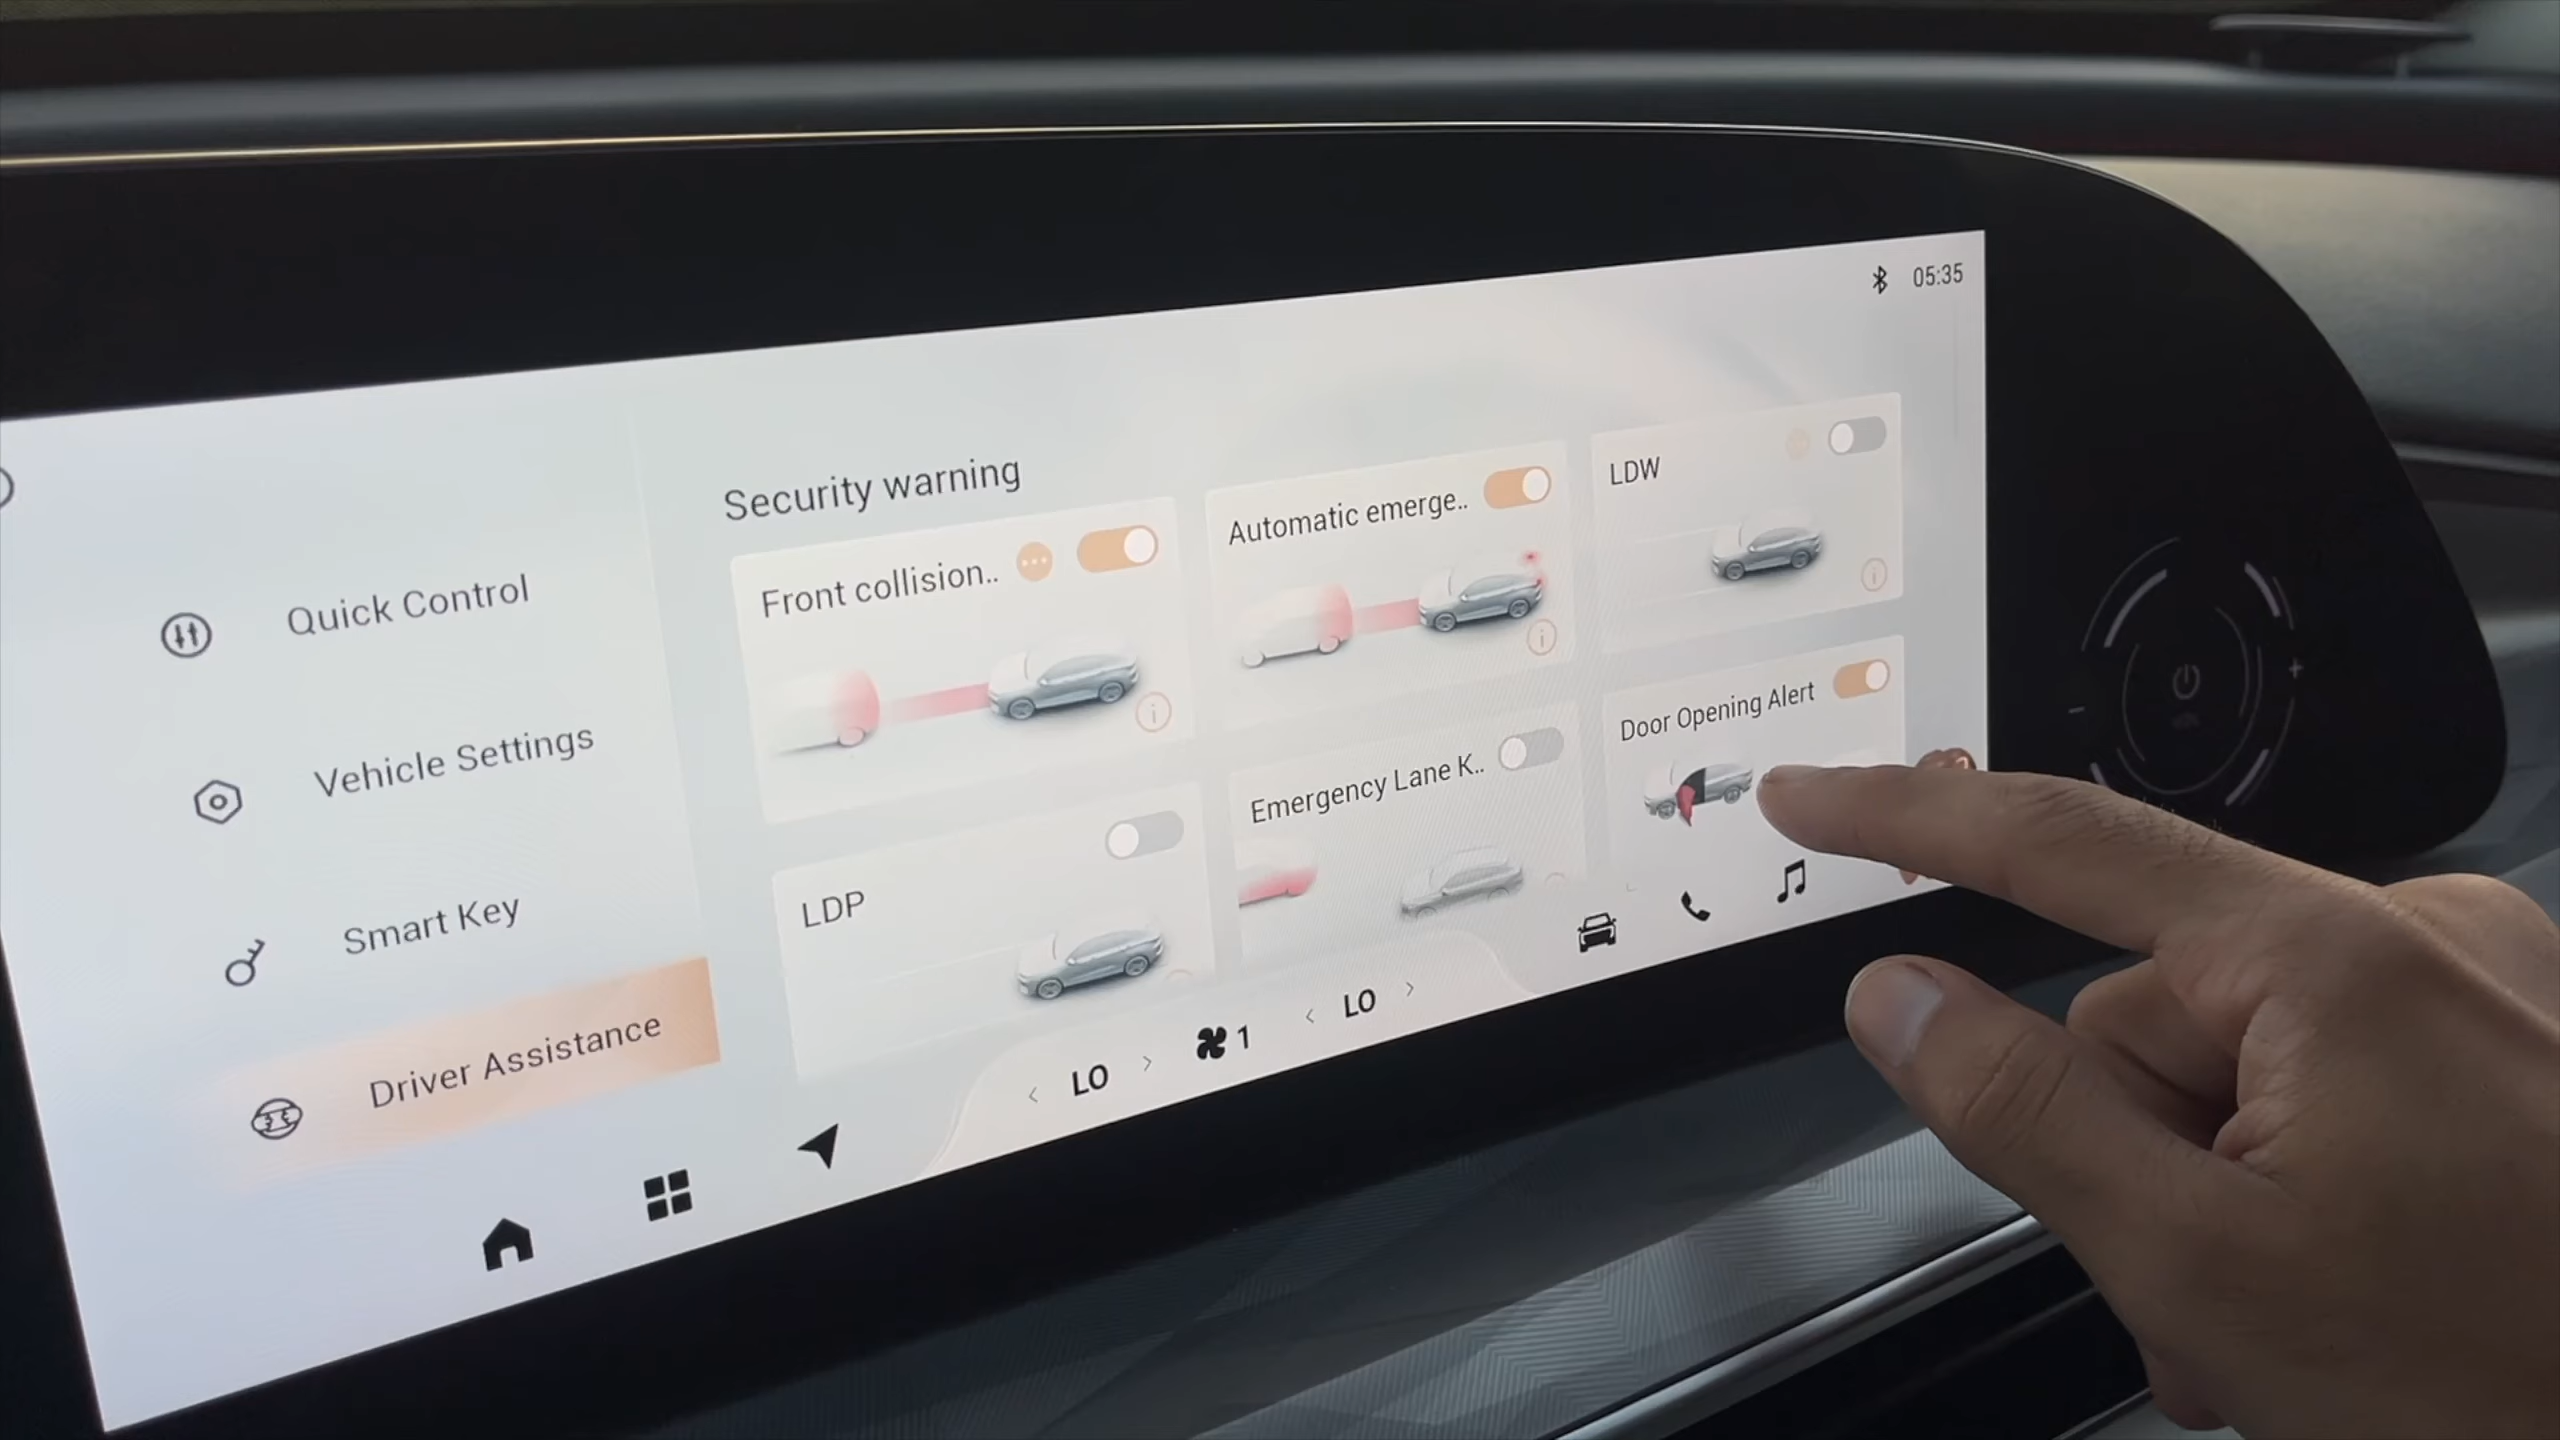 05:35
Quick Control
Vehicle Settings
Smart Key
Driver Assistance
Security warning
Front collision..
Automatic emerge..
LDW
LDP
Emergency Lane K..
Door Opening Alert
LO
1
LO